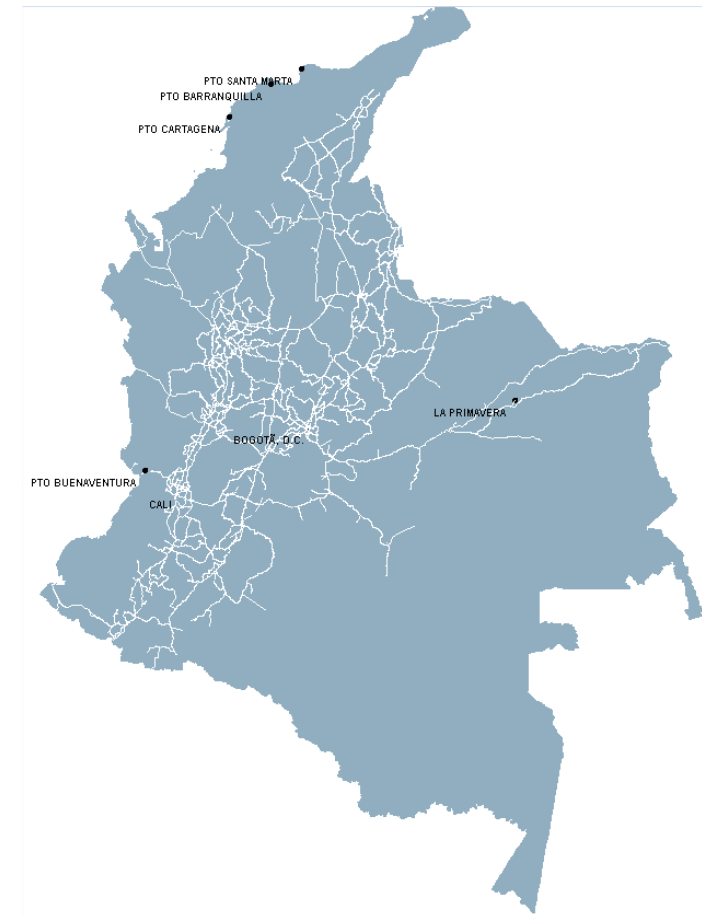 PTO SANTA MARTA
PTO BARRANQUILLA
PTO CARTAGENA
LA PRIMAVERA
BOGOTÃ, D.C.
PTO BUENAVENTURA
CALI